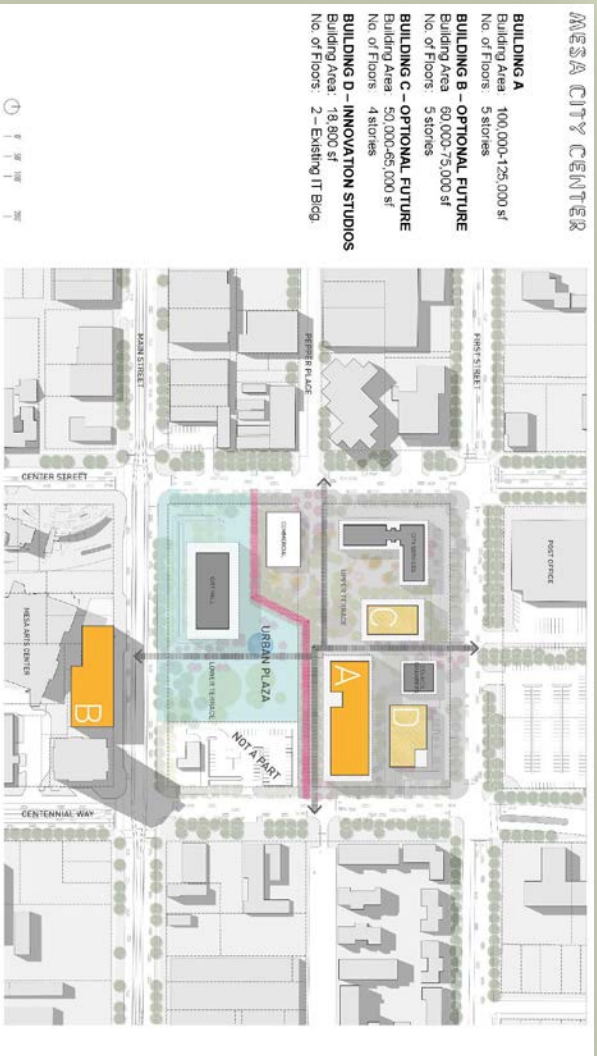 MESA CITY CENTER
BUILDING A
Building Area: 100,000-125,000 sf
No. of Floors: 5 stories
BUILDING B – OPTIONAL FUTURE
Building Area 60,000-75,000 sf
No. of Floors: 5 stories
BUILDING C – OPTIONAL FUTURE
Building Area: 50,000-65,000 sf
No. of Floors: 4 stories
BUILDING D – INNOVATION STUDIOS
Building Area: 18,800 sf
No. of Floors: 2 – Existing IT Bldg.
FIRST STREET
PEPPER PLACE
MAIN STREET
CENTER STREET
CENTENNIAL WAY
POST OFFICE
CITY SERVICES
UPPER TERRACE
C
COUNCIL CHAMBERS
D
A
COMMERCIAL
CITY HALL
URBAN PLAZA
LOWER TERRACE
NOT A PART
MESA ARTS CENTER
B